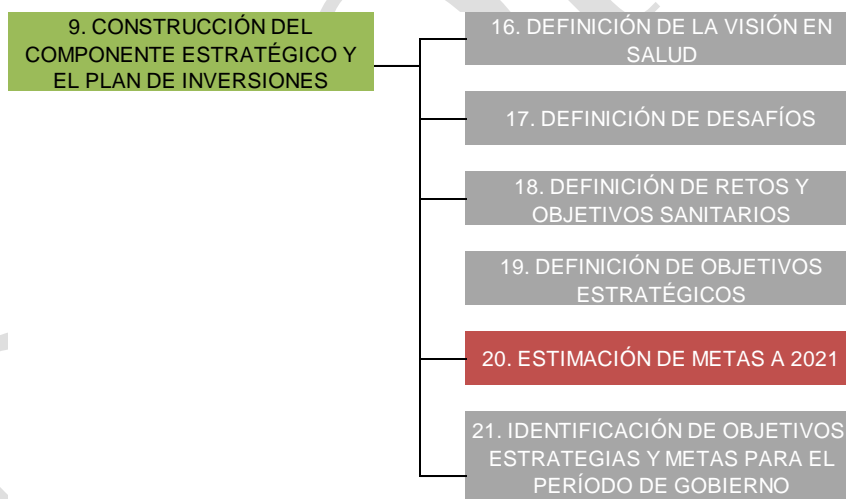 9. CONSTRUCCIÓN DEL
COMPONENTE ESTRATÉGICO Y
EL PLAN DE INVERSIONES
16. DEFINICIÓN DE LA VISIÓN EN
SALUD
17. DEFINICIÓN DE DESAFÍOS
18. DEFINICIÓN DE RETOS Y
OBJETIVOS SANITARIOS
19. DEFINICIÓN DE OBJETIVOS
ESTRATÉGICOS
20. ESTIMACIÓN DE METAS A 2021
21. IDENTIFICACIÓN DE OBJETIVOS
ESTRATEGIAS Y METAS PARA EL
PERÍODO DE GOBIERNO